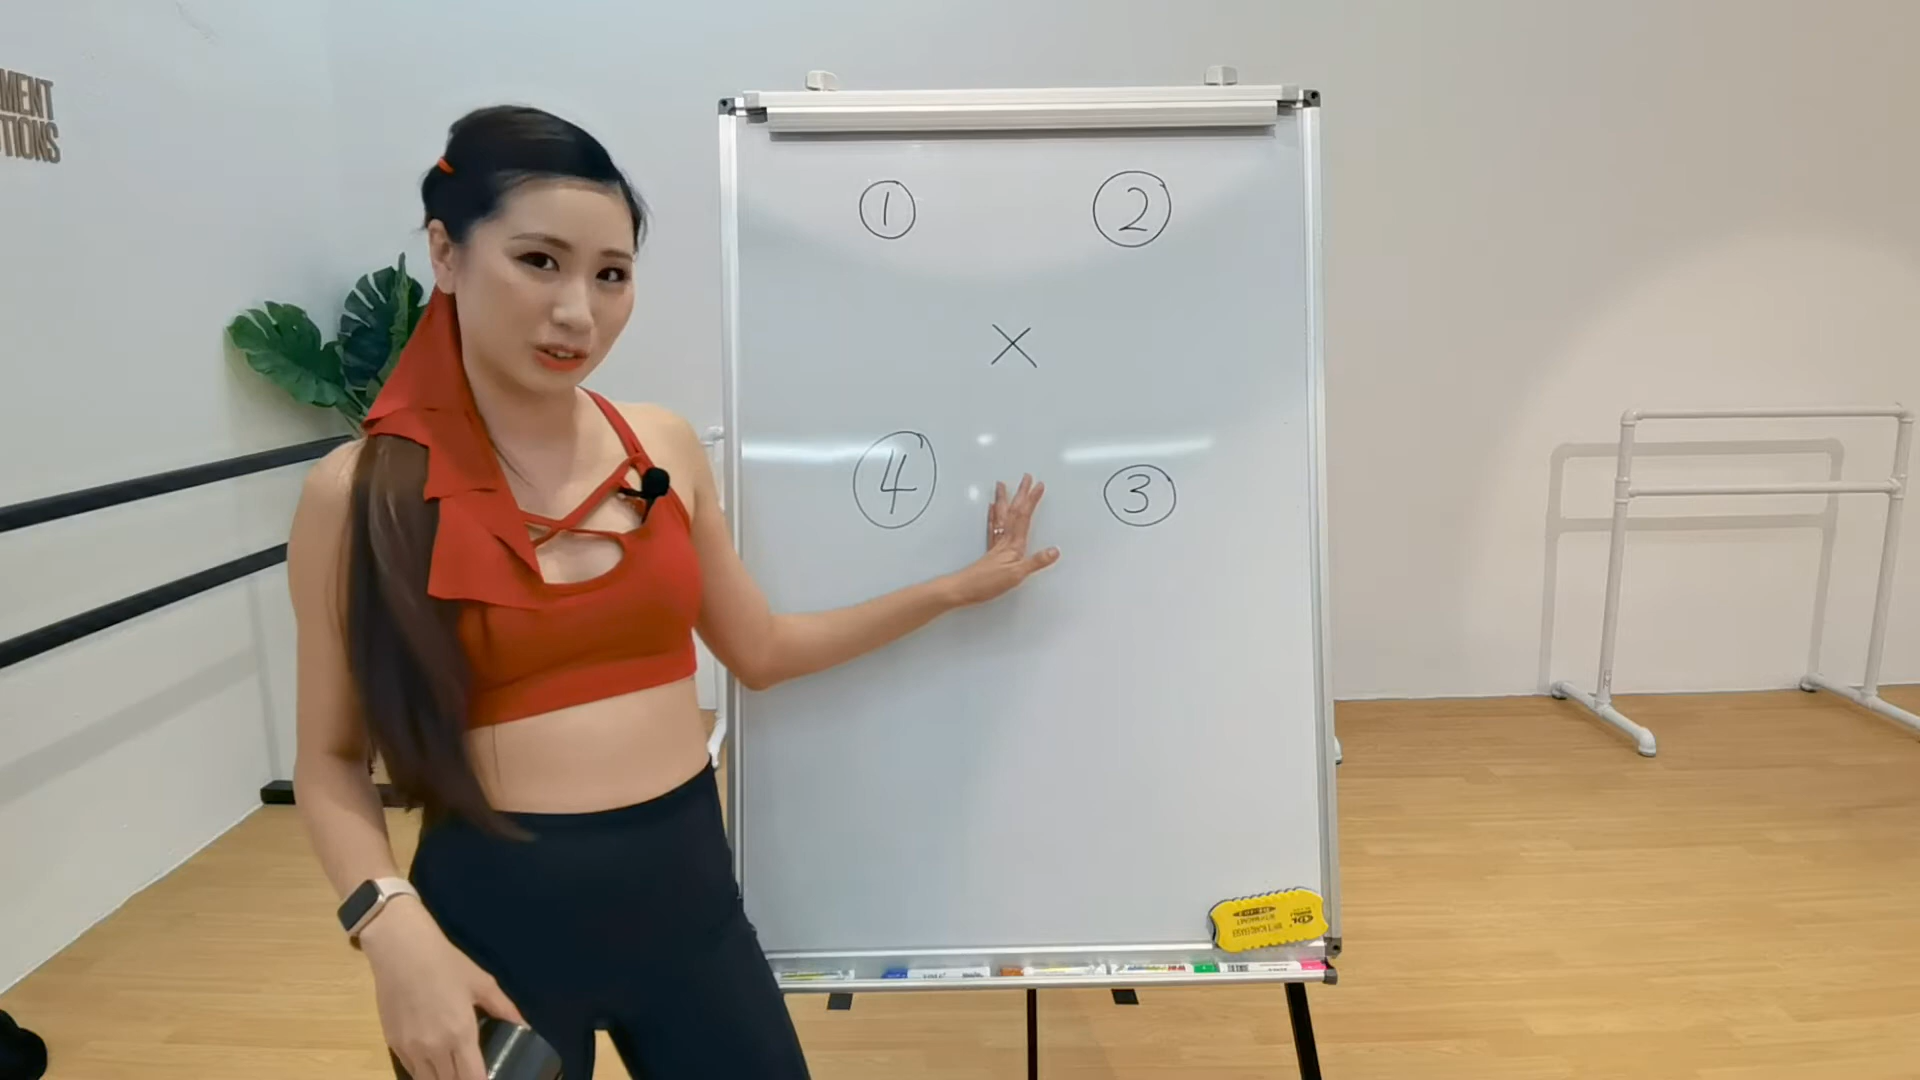 MENT
TIONS
① ②
X
④ ③